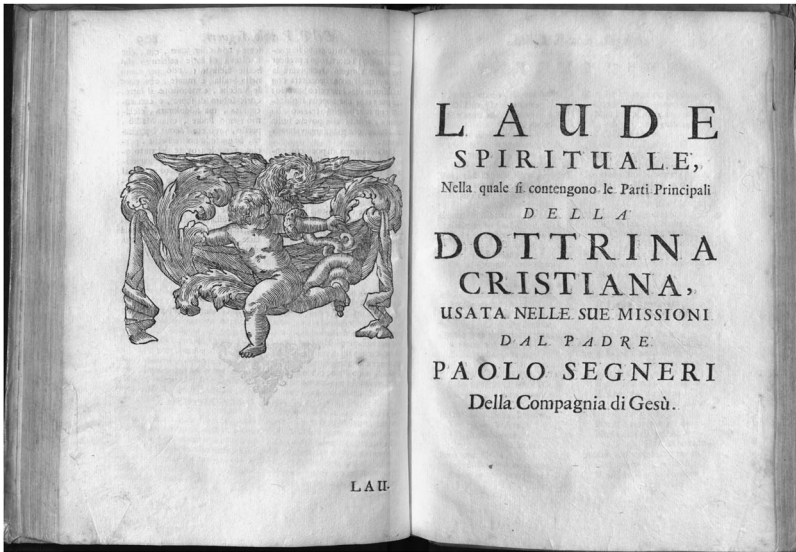 LAU-
LAUDE
SPIRITUALE,
Nella quale si contengono le Parti Principali
DELLA
DOTTRINA
CRISTIANA,
USATA NELLE SUE MISSIONI
DAL PADRE
PAOLO SEGNERI
Della Compagnia di Gesù.